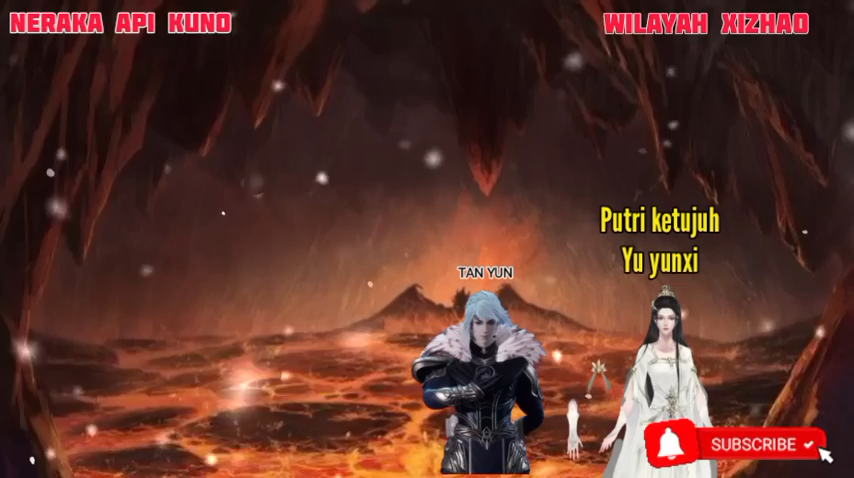 NERAKA API KUNO
WILAYAH XIZHAO
Putri ketujuh
Yu yunxi
TAN YUN
SUBSCRIBE